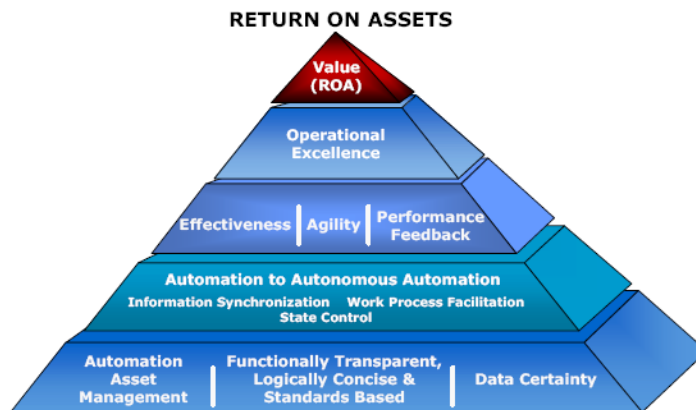 RETURN ON ASSETS
Value
(ROA)
Operational
Excellence
Effectiveness
Agility
Performance
Feedback
Automation to Autonomous Automation
Information Synchronization Work Process Facilitation
State Control
Automation
Asset
Management
Functionally Transparent,
Logically Concise &
Standards Based
Data Certainty